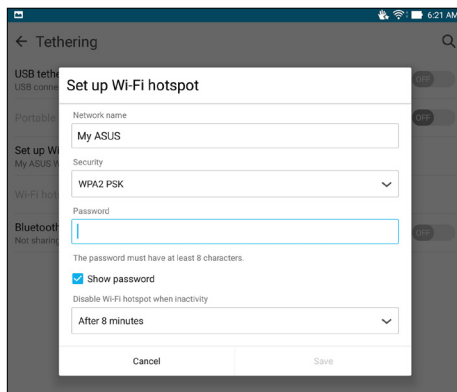 6:21 AM
Tethering
USB tethe
USB conne
OFF
Portable
OFF
Set up Wi
My ASUS W
Wi-Fi hot
Bluetooth
Not sharing
OFF
Set up Wi-Fi hotspot
Network name
My ASUS
Security
WPA2 PSK
Password
The password must have at least 8 characters.
Show password
Disable Wi-Fi hotspot when inactivity
After 8 minutes
Cancel
Save